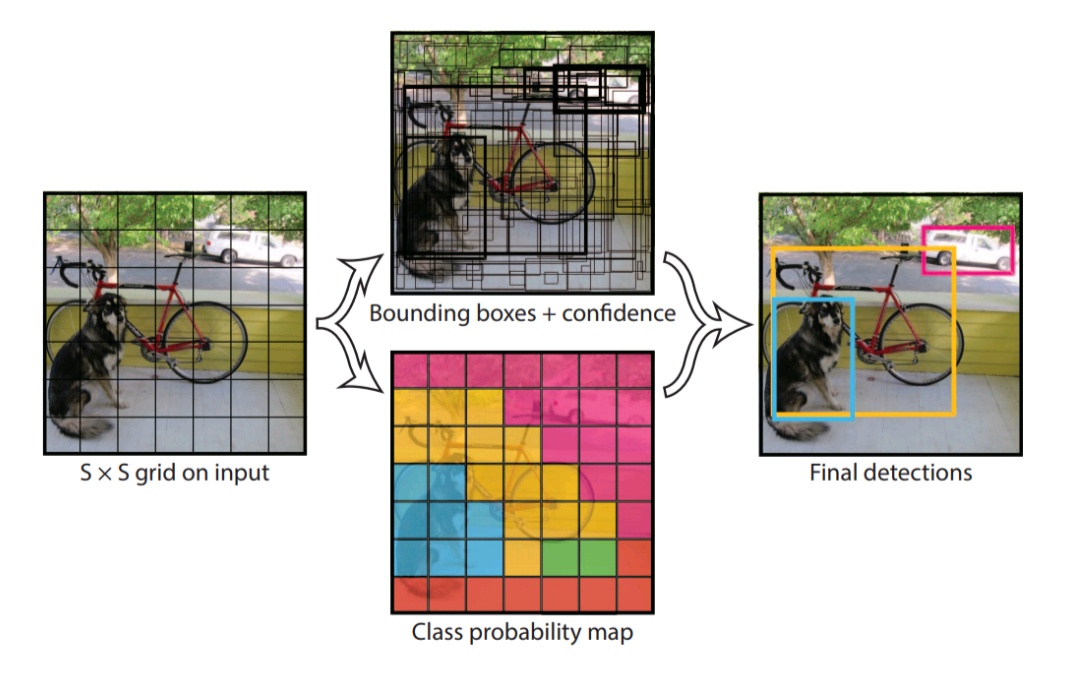 Bounding boxes + confidence
S × S grid on input
Final detections
Class probability map